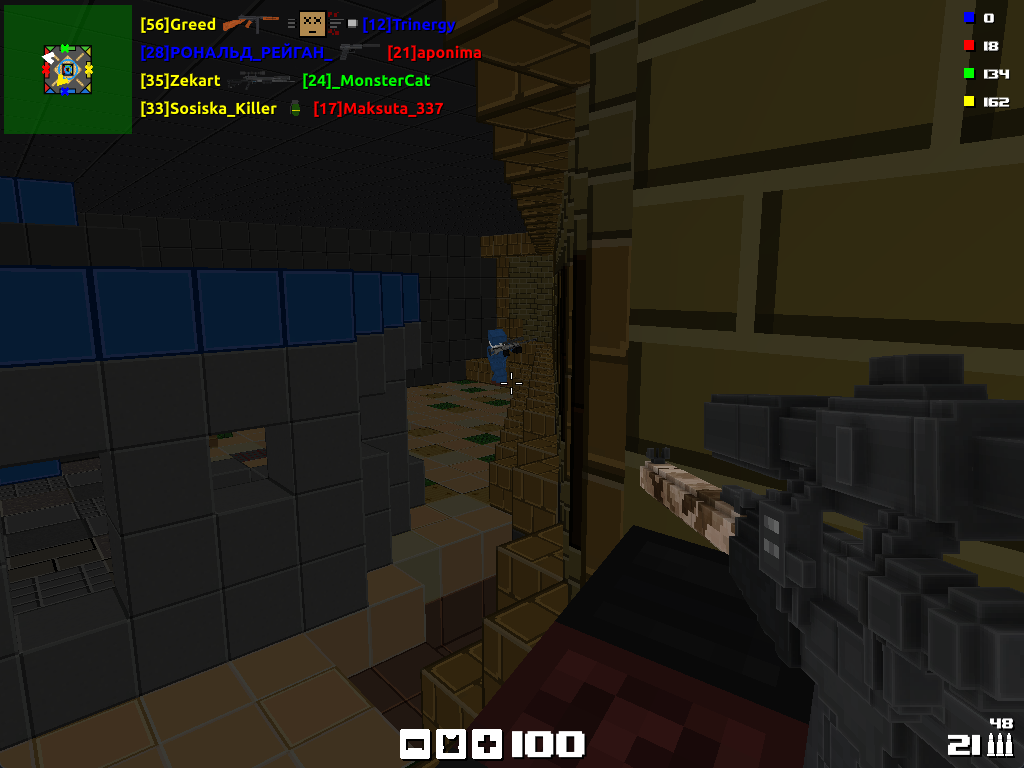 [56]Greed [12]Trinergy
[28]РОНАЛЬД_РЕЙГАН_ [21]aponima
[35]Zekart [24]_MonsterCat
[33]Sosiska_Killer [17]Maksuta_337
0
18
134
162
100
48
21